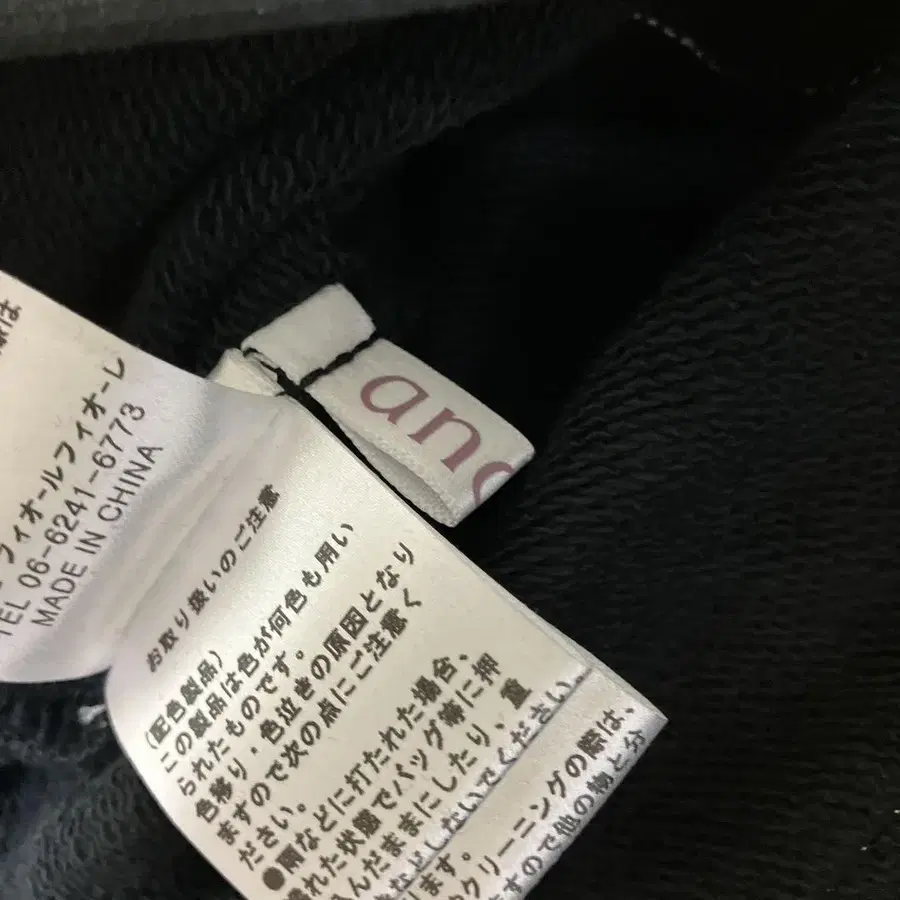 フィオールフィオーレ
TEL 06-6241-6773
MADE IN CHINA
ang
お取り扱いのご注意
(配色製品)
この製品は色が何色も用い
られたものです。
色移り・色泣きの原因となり
ますので次の点にご注意く
ださい。
●雨などに打たれた場合、
濡れた状態でバッグ等に押
込んだままにしたり、重
などしないでください。
ます。
クリーニングの際は、
ますので他の物と分